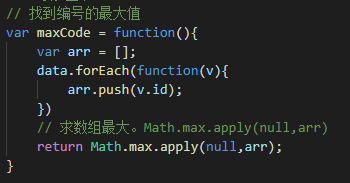 // 找到编号的最大值
var maxCode = function(){
var arr = [];
data.forEach(function(v){
arr.push(v.id);
})
// 求数组最大。Math.max.apply(null,arr)
return Math.max.apply(null,arr);
}